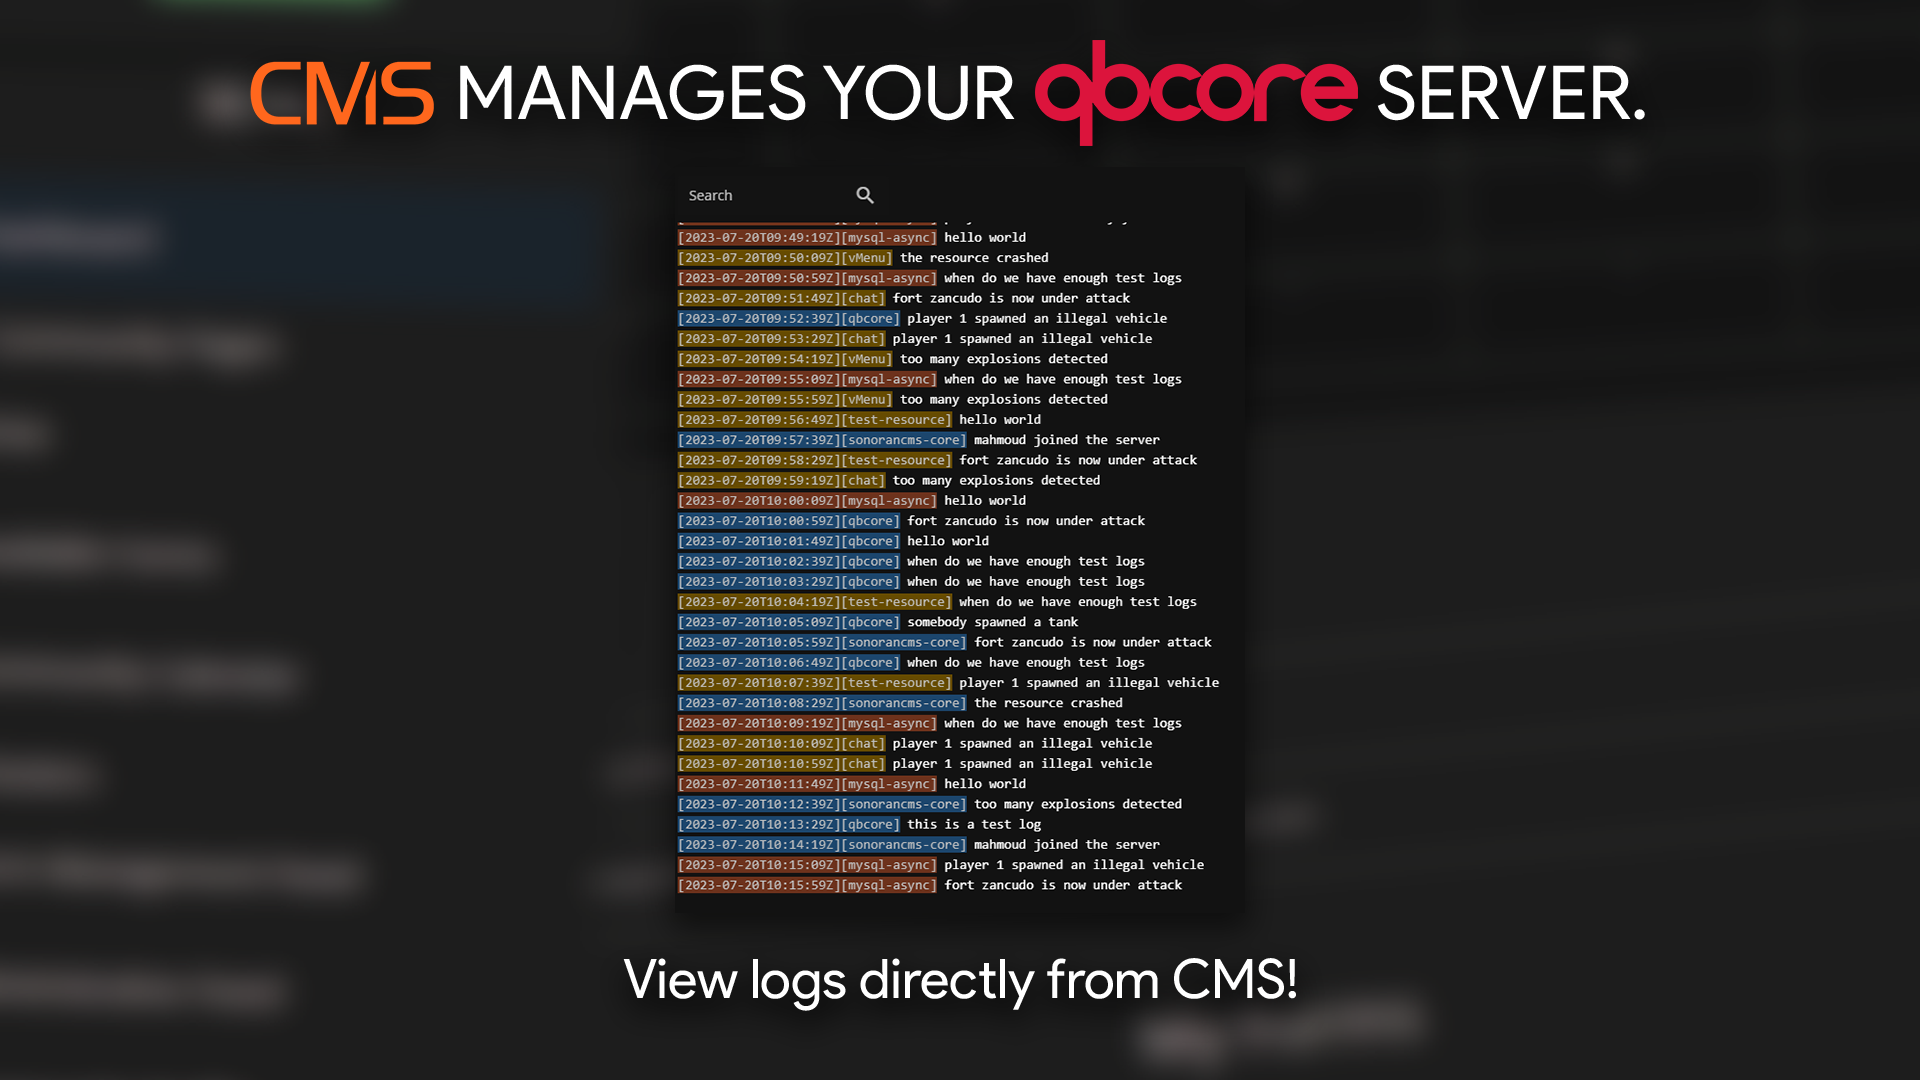 CMS MANAGES YOUR qbcore SERVER.
Search
[2023-07-20T09:49:19Z][mysql-async] hello world
[2023-07-20T09:50:09Z][vMenu] the resource crashed
[2023-07-20T09:50:59Z][mysql-async] when do we have enough test logs
[2023-07-20T09:51:49Z][chat] fort zancudo is now under attack
[2023-07-20T09:52:39Z][qbcore] player 1 spawned an illegal vehicle
[2023-07-20T09:53:29Z][chat] player 1 spawned an illegal vehicle
[2023-07-20T09:54:19Z][vMenu] too many explosions detected
[2023-07-20T09:55:09Z][mysql-async] when do we have enough test logs
[2023-07-20T09:55:59Z][vMenu] too many explosions detected
[2023-07-20T09:56:49Z][test-resource] hello world
[2023-07-20T09:57:39Z][sonorancms-core] mahmoud joined the server
[2023-07-20T09:58:29Z][test-resource] fort zancudo is now under attack
[2023-07-20T09:59:19Z][chat] too many explosions detected
[2023-07-20T10:00:09Z][mysql-async] hello world
[2023-07-20T10:00:59Z][qbcore] fort zancudo is now under attack
[2023-07-20T10:01:49Z][qbcore] hello world
[2023-07-20T10:02:39Z][qbcore] when do we have enough test logs
[2023-07-20T10:03:29Z][qbcore] when do we have enough test logs
[2023-07-20T10:04:19Z][test-resource] when do we have enough test logs
[2023-07-20T10:05:09Z][qbcore] somebody spawned a tank
[2023-07-20T10:05:59Z][sonorancms-core] fort zancudo is now under attack
[2023-07-20T10:06:49Z][qbcore] when do we have enough test logs
[2023-07-20T10:07:39Z][test-resource] player 1 spawned an illegal vehicle
[2023-07-20T10:08:29Z][sonorancms-core] the resource crashed
[2023-07-20T10:09:19Z][mysql-async] when do we have enough test logs
[2023-07-20T10:10:09Z][chat] player 1 spawned an illegal vehicle
[2023-07-20T10:10:59Z][chat] player 1 spawned an illegal vehicle
[2023-07-20T10:11:49Z][mysql-async] hello world
[2023-07-20T10:12:39Z][sonorancms-core] too many explosions detected
[2023-07-20T10:13:29Z][qbcore] this is a test log
[2023-07-20T10:14:19Z][sonorancms-core] mahmoud joined the server
[2023-07-20T10:15:09Z][mysql-async] player 1 spawned an illegal vehicle
[2023-07-20T10:15:59Z][mysql-async] fort zancudo is now under attack
View logs directly from CMS!